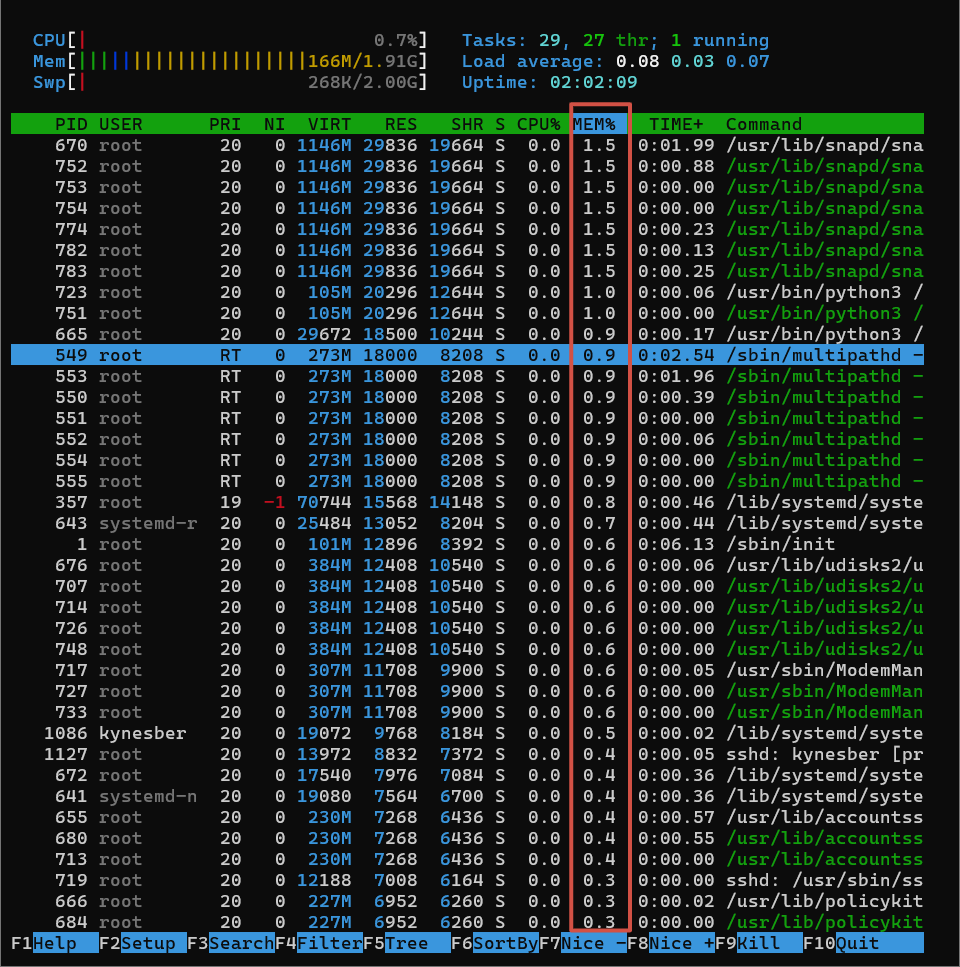 CPU[| 0.7%] Tasks: 29, 27 thr; 1 running
Mem[|||||||||||||||||||||166M/1.91G] Load average: 0.08 0.03 0.07
Swp[| 268K/2.00G] Uptime: 02:02:09
PID USER PRI NI VIRT RES SHR S CPU% MEM% TIME+ Command
670 root 20 0 1146M 29836 19664 S 0.0 1.5 0:01.99 /usr/lib/snapd/sna
752 root 20 0 1146M 29836 19664 S 0.0 1.5 0:00.88 /usr/lib/snapd/sna
753 root 20 0 1146M 29836 19664 S 0.0 1.5 0:00.00 /usr/lib/snapd/sna
754 root 20 0 1146M 29836 19664 S 0.0 1.5 0:00.00 /usr/lib/snapd/sna
774 root 20 0 1146M 29836 19664 S 0.0 1.5 0:00.23 /usr/lib/snapd/sna
782 root 20 0 1146M 29836 19664 S 0.0 1.5 0:00.13 /usr/lib/snapd/sna
783 root 20 0 1146M 29836 19664 S 0.0 1.5 0:00.25 /usr/lib/snapd/sna
723 root 20 0 105M 20296 12644 S 0.0 1.0 0:00.06 /usr/bin/python3 /
751 root 20 0 105M 20296 12644 S 0.0 1.0 0:00.00 /usr/bin/python3 /
665 root 20 0 29672 18500 10244 S 0.0 0.9 0:00.17 /usr/bin/python3 /
549 root RT 0 273M 18000 8208 S 0.0 0.9 0:02.54 /sbin/multipathd -
553 root RT 0 273M 18000 8208 S 0.0 0.9 0:01.96 /sbin/multipathd -
550 root RT 0 273M 18000 8208 S 0.0 0.9 0:00.39 /sbin/multipathd -
551 root RT 0 273M 18000 8208 S 0.0 0.9 0:00.00 /sbin/multipathd -
552 root RT 0 273M 18000 8208 S 0.0 0.9 0:00.06 /sbin/multipathd -
554 root RT 0 273M 18000 8208 S 0.0 0.9 0:00.00 /sbin/multipathd -
555 root RT 0 273M 18000 8208 S 0.0 0.9 0:00.00 /sbin/multipathd -
357 root 19 -1 70744 15568 14148 S 0.0 0.8 0:00.46 /lib/systemd/syste
643 systemd-r 20 0 25484 13052 8204 S 0.0 0.7 0:00.44 /lib/systemd/syste
1 root 20 0 101M 12896 8392 S 0.0 0.6 0:06.13 /sbin/init
676 root 20 0 384M 12408 10540 S 0.0 0.6 0:00.06 /usr/lib/udisks2/u
707 root 20 0 384M 12408 10540 S 0.0 0.6 0:00.00 /usr/lib/udisks2/u
714 root 20 0 384M 12408 10540 S 0.0 0.6 0:00.00 /usr/lib/udisks2/u
726 root 20 0 384M 12408 10540 S 0.0 0.6 0:00.00 /usr/lib/udisks2/u
748 root 20 0 384M 12408 10540 S 0.0 0.6 0:00.00 /usr/lib/udisks2/u
717 root 20 0 307M 11708 9900 S 0.0 0.6 0:00.05 /usr/sbin/ModemMan
727 root 20 0 307M 11708 9900 S 0.0 0.6 0:00.00 /usr/sbin/ModemMan
733 root 20 0 307M 11708 9900 S 0.0 0.6 0:00.00 /usr/sbin/ModemMan
1086 kynesber 20 0 19072 9768 8184 S 0.0 0.5 0:00.02 /lib/systemd/syste
1127 root 20 0 13972 8832 7372 S 0.0 0.4 0:00.05 sshd: kynesber [pr
672 root 20 0 17540 7976 7084 S 0.0 0.4 0:00.36 /lib/systemd/syste
641 systemd-n 20 0 19080 7564 6700 S 0.0 0.4 0:00.36 /lib/systemd/syste
655 root 20 0 230M 7268 6436 S 0.0 0.4 0:00.57 /usr/lib/accountss
680 root 20 0 230M 7268 6436 S 0.0 0.4 0:00.55 /usr/lib/accountss
713 root 20 0 230M 7268 6436 S 0.0 0.4 0:00.00 /usr/lib/accountss
719 root 20 0 12188 7008 6164 S 0.0 0.3 0:00.00 sshd: /usr/sbin/ss
666 root 20 0 227M 6952 6260 S 0.0 0.3 0:00.02 /usr/lib/policykit
684 root 20 0 227M 6952 6260 S 0.0 0.3 0:00.00 /usr/lib/policykit
F1Help F2Setup F3SearchF4FilterF5Tree F6SortByF7Nice -F8Nice +F9Kill F10Quit